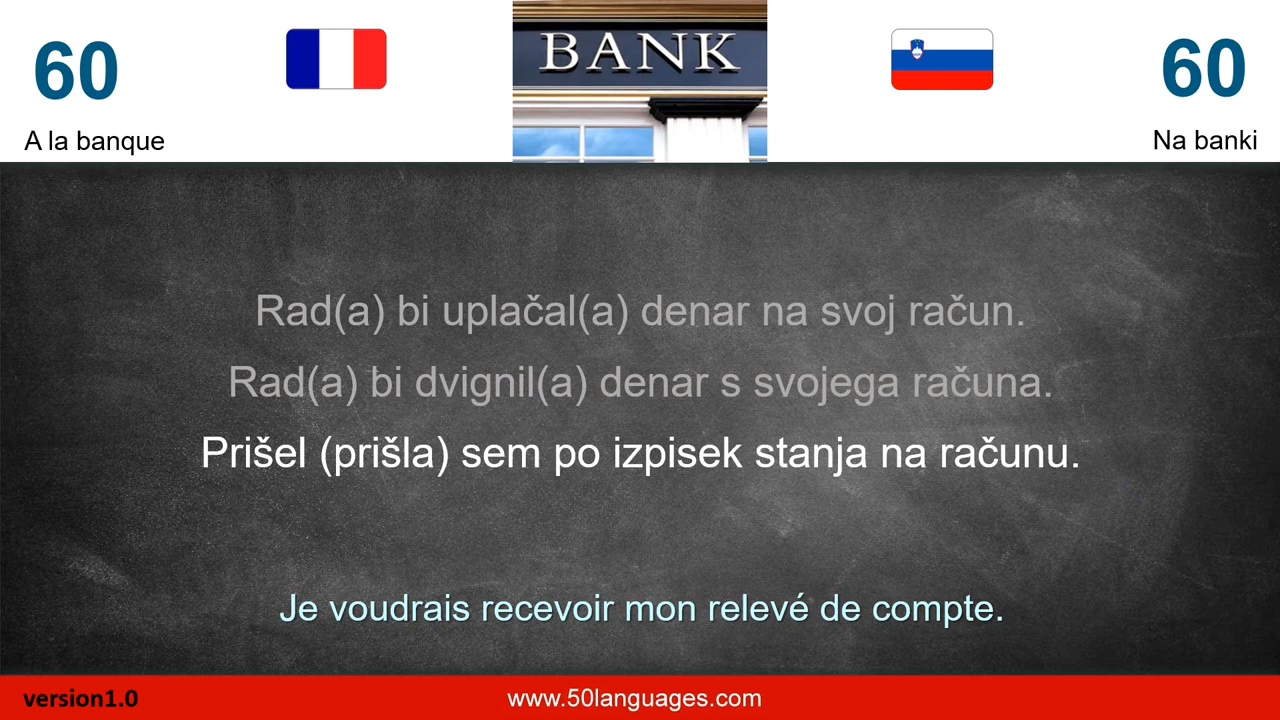 60
BANK
60
A la banque
Na banki
Rad(a) bi uplačal(a) denar na svoj račun.
Rad(a) bi dvignil(a) denar s svojega računa.
Prišel (prišla) sem po izpisek stanja na računu.
Je voudrais recevoir mon relevé de compte.
version1.0
www.50languages.com